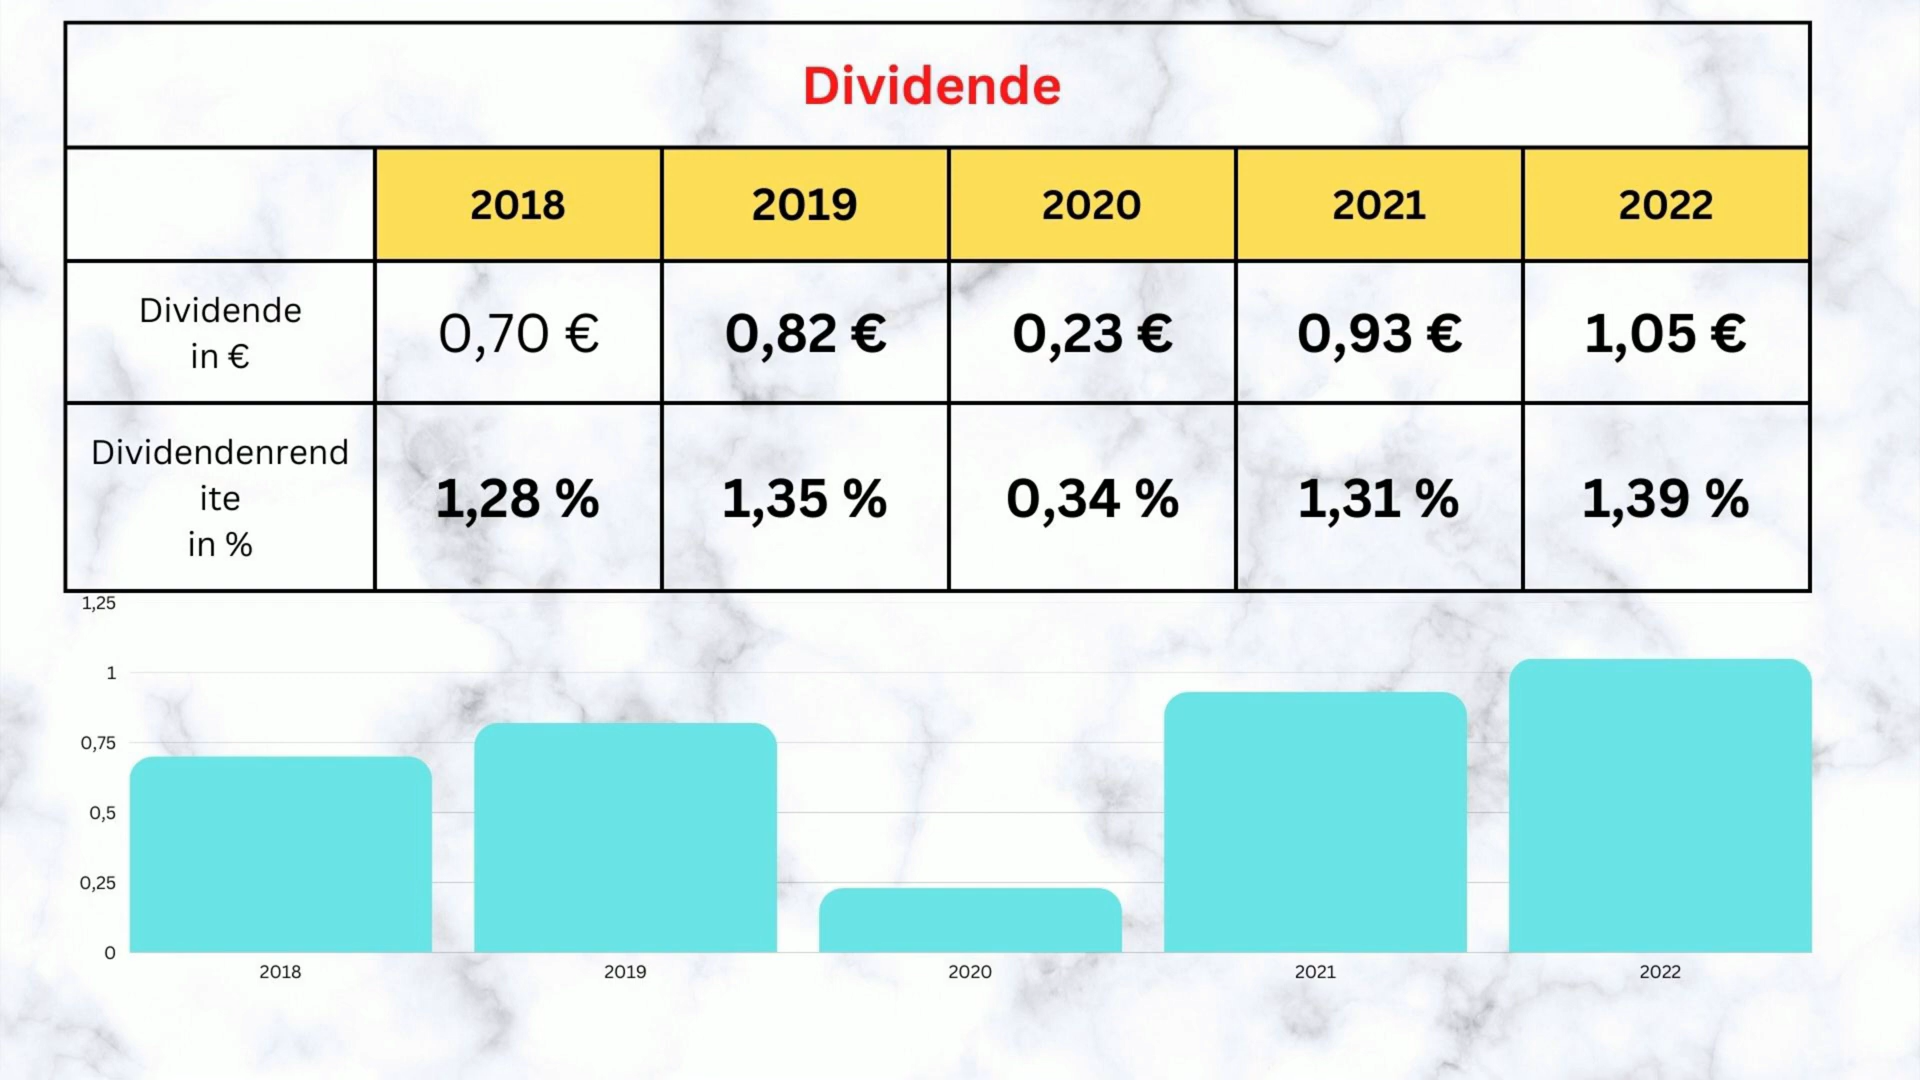 Dividende
2018 2019 2020 2021 2022
Dividende
in €
0,70 € 0,82 € 0,23 € 0,93 € 1,05 €
Dividendenrend
ite
in %
1,28 % 1,35 % 0,34 % 1,31 % 1,39 %
1,25
1
0,75
0,5
0,25
0
2018 2019 2020 2021 2022